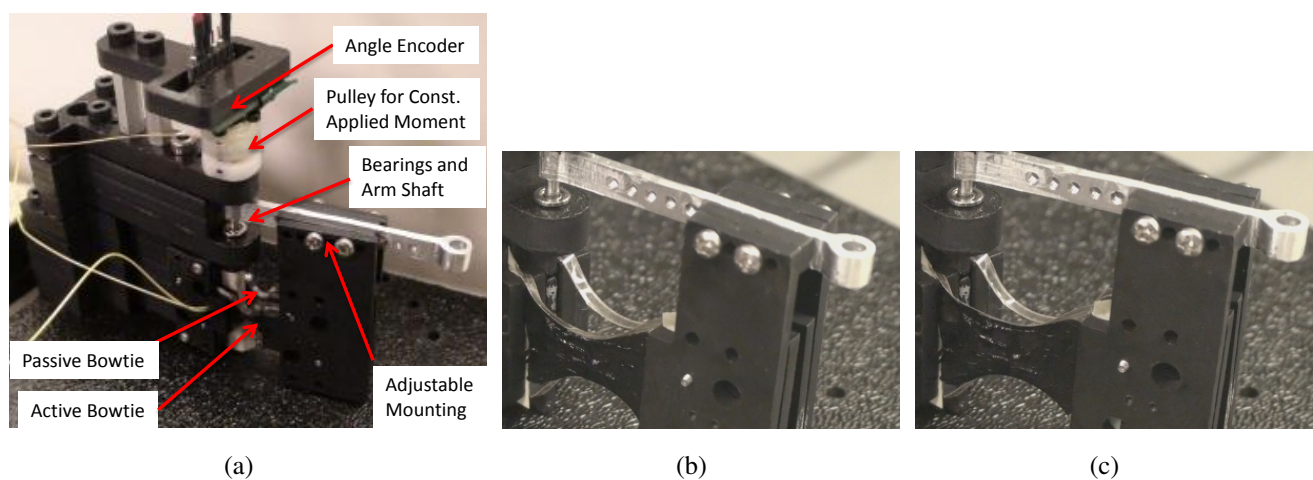 Angle Encoder
Pulley for Const.
Applied Moment
Bearings and
Arm Shaft
Passive Bowtie
Active Bowtie
Adjustable
Mounting
(a)
(b)
(c)